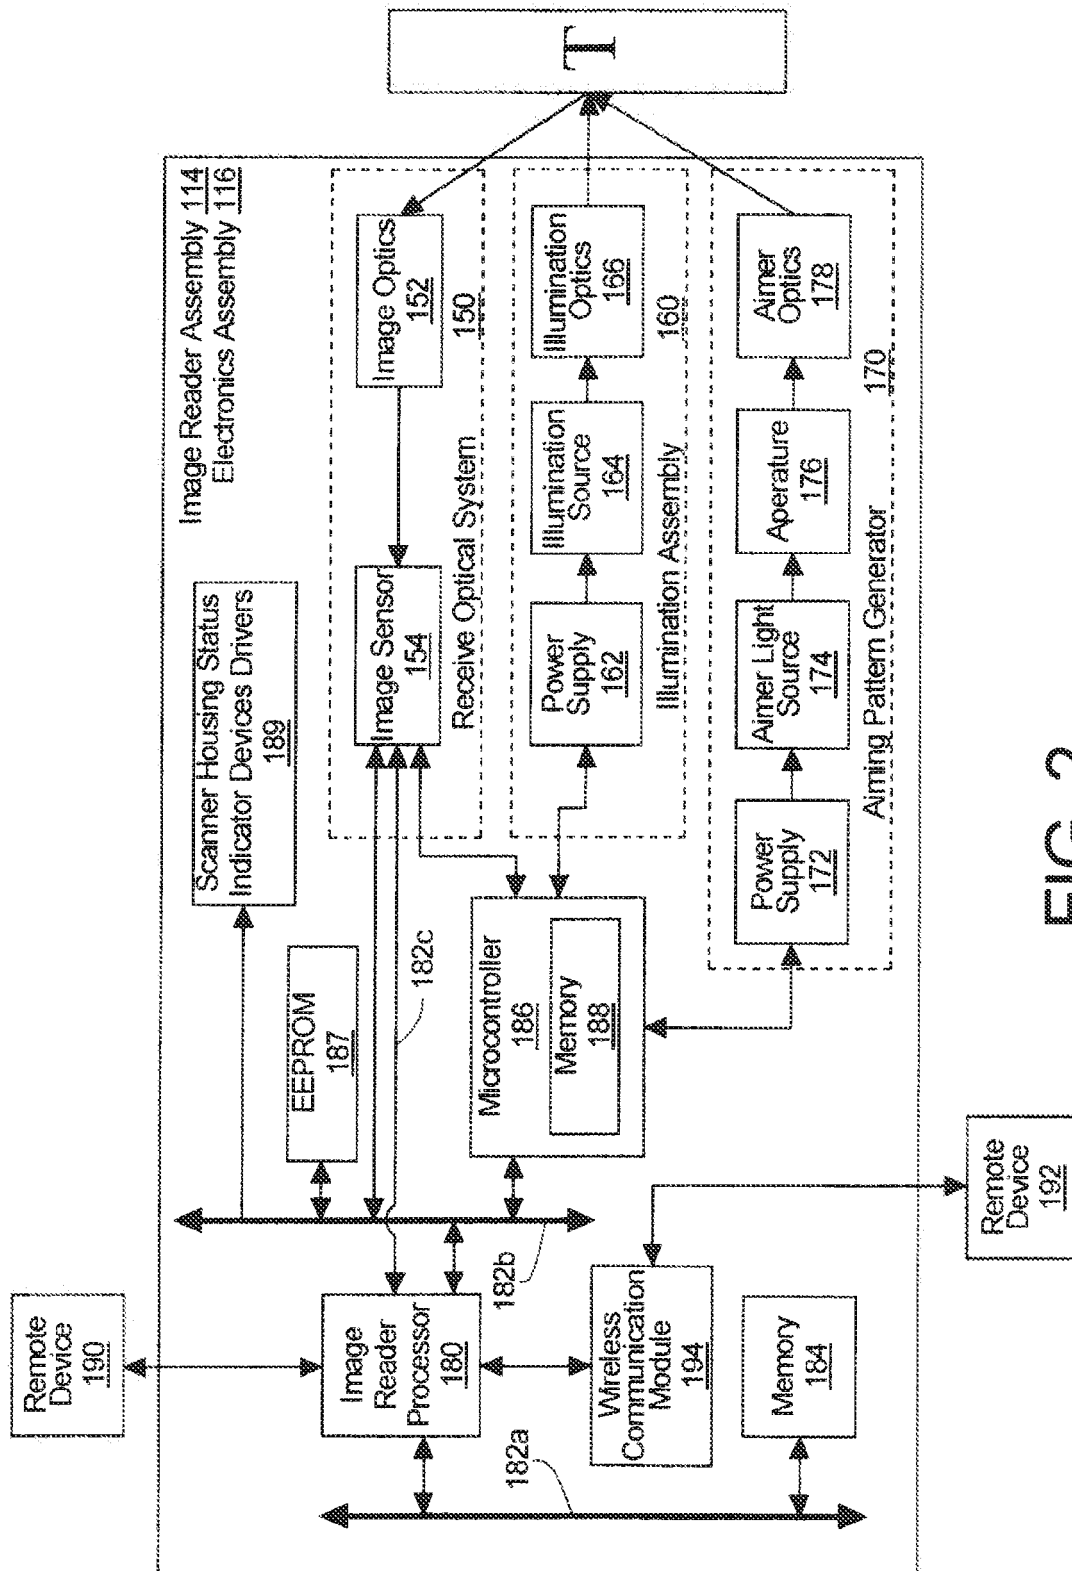 Image Reader Assembly 114
Electronics Assembly 116
T
Scanner Housing Status
Indicator Devices Drivers
189
Image Optics
152
150
Image Sensor
154
Receive Optical System
Illumination
Optics
166
160
Illumination
Source
164
Power
Supply
162
Illumination Assembly
Aimer
Optics
178
170
Aperature
176
Aimer Light
Source
174
Power
Supply
172
Aiming Pattern Generator
EEPROM
187
182c
Microcontroller
186
Memory
188
182b
Remote
Device
190
Image
Reader
Processor
180
Wireless
Communication
Module
194
Remote
Device
192
Memory
184
182a
FIG. 2